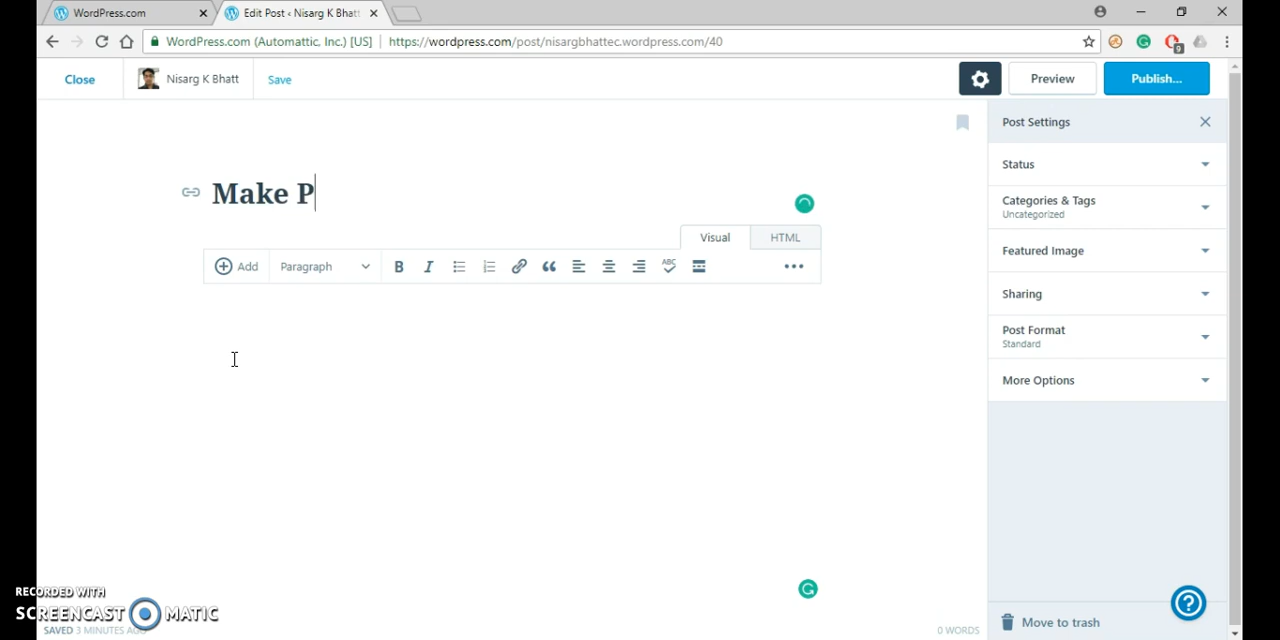 WordPress.com
Edit Post ‹ Nisarg K Bhatt
WordPress.com (Automattic, Inc.) [US]
https://wordpress.com/post/nisargbhattec.wordpress.com/40
9
Close
Nisarg K Bhatt
Save
Preview
Publish...
Post Settings
Status
Categories & Tags
Uncategorized
Featured Image
Sharing
Post Format
Standard
More Options
Move to trash
Make P
Visual
HTML
Add
Paragraph
B
I
ABC
RECORDED WITH
SCREENCAST MATIC
SAVED 3 MINUTES AGO
0 WORDS